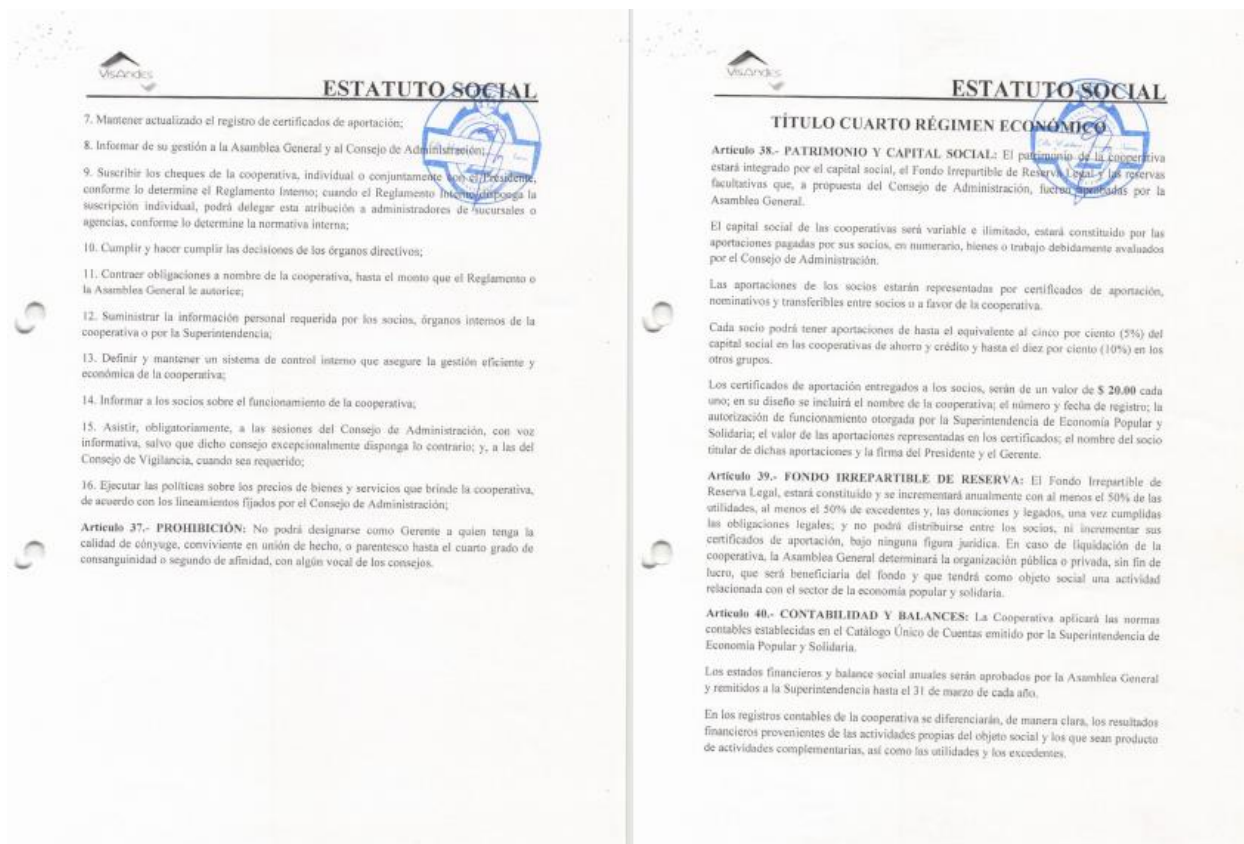 VisAndes
ESTATUTO SOCIAL
7. Mantener actualizado el registro de certificados de aportación;
8. Informar de su gestión a la Asamblea General y al Consejo de Administración;
9. Suscribir los cheques de la cooperativa, individual o conjuntamente con el Presidente,
conforme lo determine el Reglamento Interno; cuando el Reglamento Interno disponga la
suscripción individual, podrá delegar esta atribución a administradores de sucursales o
agencias, conforme lo determine la normativa interna;
10. Cumplir y hacer cumplir las decisiones de los órganos directivos;
11. Contraer obligaciones a nombre de la cooperativa, hasta el monto que el Reglamento o
la Asamblea General le autorice;
12. Suministrar la información personal requerida por los socios, órganos internos de la
cooperativa o por la Superintendencia;
13. Definir y mantener un sistema de control interno que asegure la gestión eficiente y
económica de la cooperativa;
14. Informar a los socios sobre el funcionamiento de la cooperativa;
15. Asistir, obligatoriamente, a las sesiones del Consejo de Administración, con voz
informativa, salvo que dicho consejo excepcionalmente disponga lo contrario; y, a las del
Consejo de Vigilancia, cuando sea requerido;
16. Ejecutar las políticas sobre los precios de bienes y servicios que brinde la cooperativa,
de acuerdo con los lineamientos fijados por el Consejo de Administración;
Artículo 37.- PROHIBICIÓN: No podrá designarse como Gerente a quien tenga la
calidad de cónyuge, conviviente en unión de hecho, o parentesco hasta el cuarto grado de
consanguinidad o segundo de afinidad, con algún vocal de los consejos.
VisAndes
ESTATUTO SOCIAL
TÍTULO CUARTO RÉGIMEN ECONÓMICO
Artículo 38.- PATRIMONIO Y CAPITAL SOCIAL: El patrimonio de la cooperativa
estará integrado por el capital social, el Fondo Irrepartible de Reserva Legal y las reservas
facultativas que, a propuesta del Consejo de Administración, fueren aprobadas por la
Asamblea General.
El capital social de las cooperativas será variable e ilimitado, estará constituido por las
aportaciones pagadas por sus socios, en numerario, bienes o trabajo debidamente avaluados
por el Consejo de Administración.
Las aportaciones de los socios estarán representadas por certificados de aportación,
nominativos y transferibles entre socios o a favor de la cooperativa.
Cada socio podrá tener aportaciones de hasta el equivalente al cinco por ciento (5%) del
capital social en las cooperativas de ahorro y crédito y hasta el diez por ciento (10%) en los
otros grupos.
Los certificados de aportación entregados a los socios, serán de un valor de $ 20.00 cada
uno; en su diseño se incluirá el nombre de la cooperativa; el número y fecha de registro; la
autorización de funcionamiento otorgada por la Superintendencia de Economía Popular y
Solidaria; el valor de las aportaciones representadas en los certificados; el nombre del socio
titular de dichas aportaciones y la firma del Presidente y el Gerente.
Artículo 39.- FONDO IRREPARTIBLE DE RESERVA: El Fondo Irrepartible de
Reserva Legal, estará constituido y se incrementará anualmente con al menos el 50% de las
utilidades, al menos el 50% de excedentes y, las donaciones y legados, una vez cumplidas
las obligaciones legales; y no podrá distribuirse entre los socios, ni incrementar sus
certificados de aportación, bajo ninguna figura jurídica. En caso de liquidación de la
cooperativa, la Asamblea General determinará la organización pública o privada, sin fin de
lucro, que será beneficiaria del fondo y que tendrá como objeto social una actividad
relacionada con el sector de la economía popular y solidaria.
Artículo 40.- CONTABILIDAD Y BALANCES: La Cooperativa aplicará las normas
contables establecidas en el Catálogo Único de Cuentas emitido por la Superintendencia de
Economía Popular y Solidaria.
Los estados financieros y balance social anuales serán aprobados por la Asamblea General
y remitidos a la Superintendencia hasta el 31 de marzo de cada año.
En los registros contables de la cooperativa se diferenciarán, de manera clara, los resultados
financieros provenientes de las actividades propias del objeto social y los que sean producto
de actividades complementarias, así como las utilidades y los excedentes.